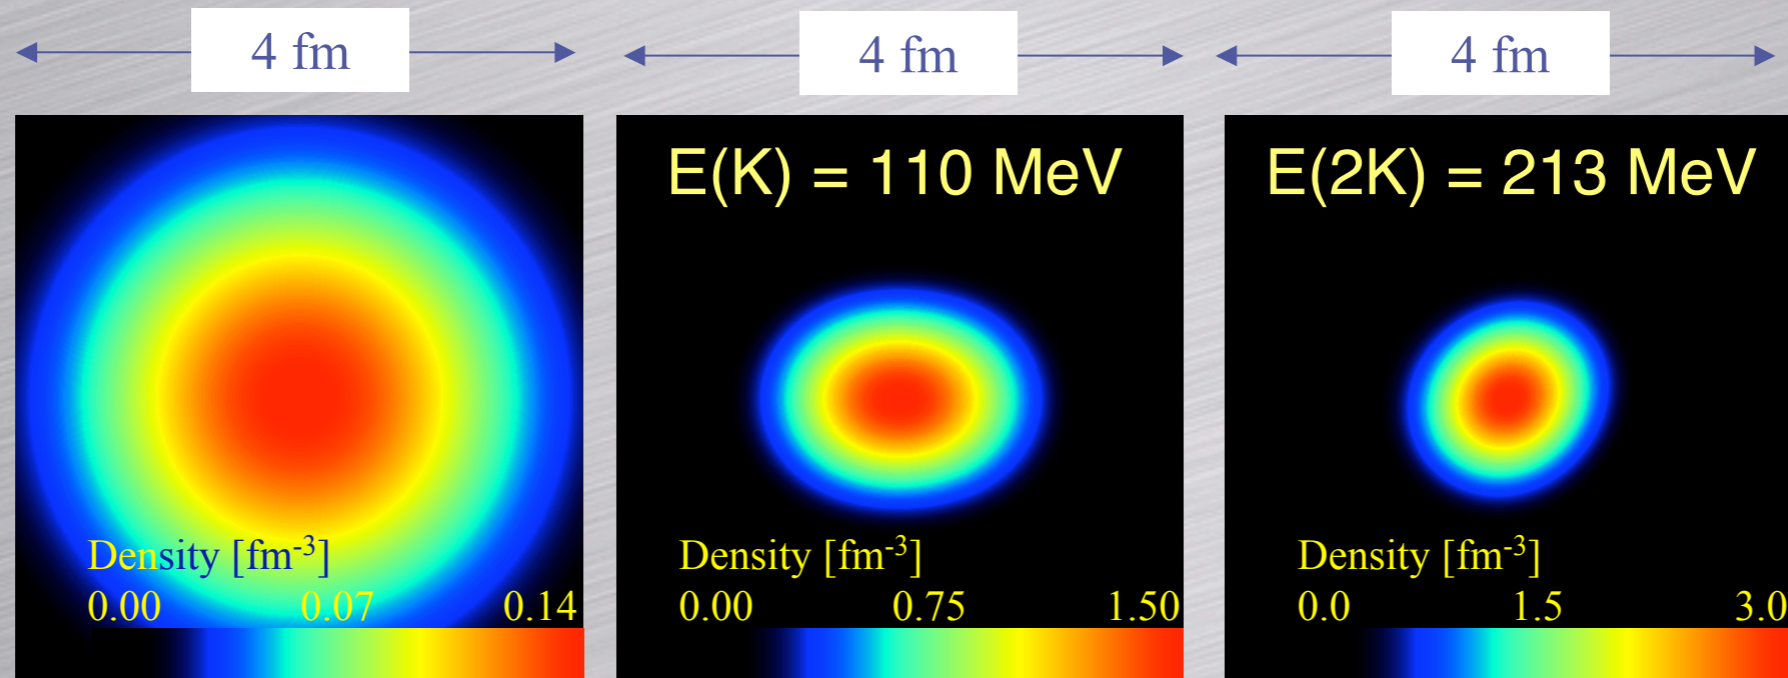 4 fm
4 fm
4 fm
E(K) = 110 MeV
E(2K) = 213 MeV
Density [fm⁻³]
0.00 0.07 0.14
Density [fm⁻³]
0.00 0.75 1.50
Density [fm⁻³]
0.0 1.5 3.0